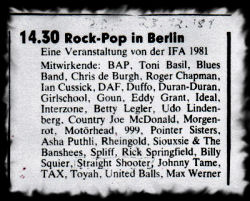 14.30 Rock-Pop in Berlin
Eine Veranstaltung von der IFA 1981
Mitwirkende: BAP, Toni Basil, Blues
Band, Chris de Burgh, Roger Chapman,
Ian Cussick, DAF, Duffo, Duran-Duran,
Girlschool, Goun, Eddy Grant, Ideal,
Interzone, Betty Legler, Udo Linden-
berg, Country Joe McDonald, Morgen-
rot, Motörhead, 999, Pointer Sisters,
Asha Puthli, Rheingold, Siouxsie & The
Banshees, Spliff, Rick Springfield, Billy
Squier, Straight Shooter, Johnny Tame,
TAX, Toyah, United Balls, Max Werner